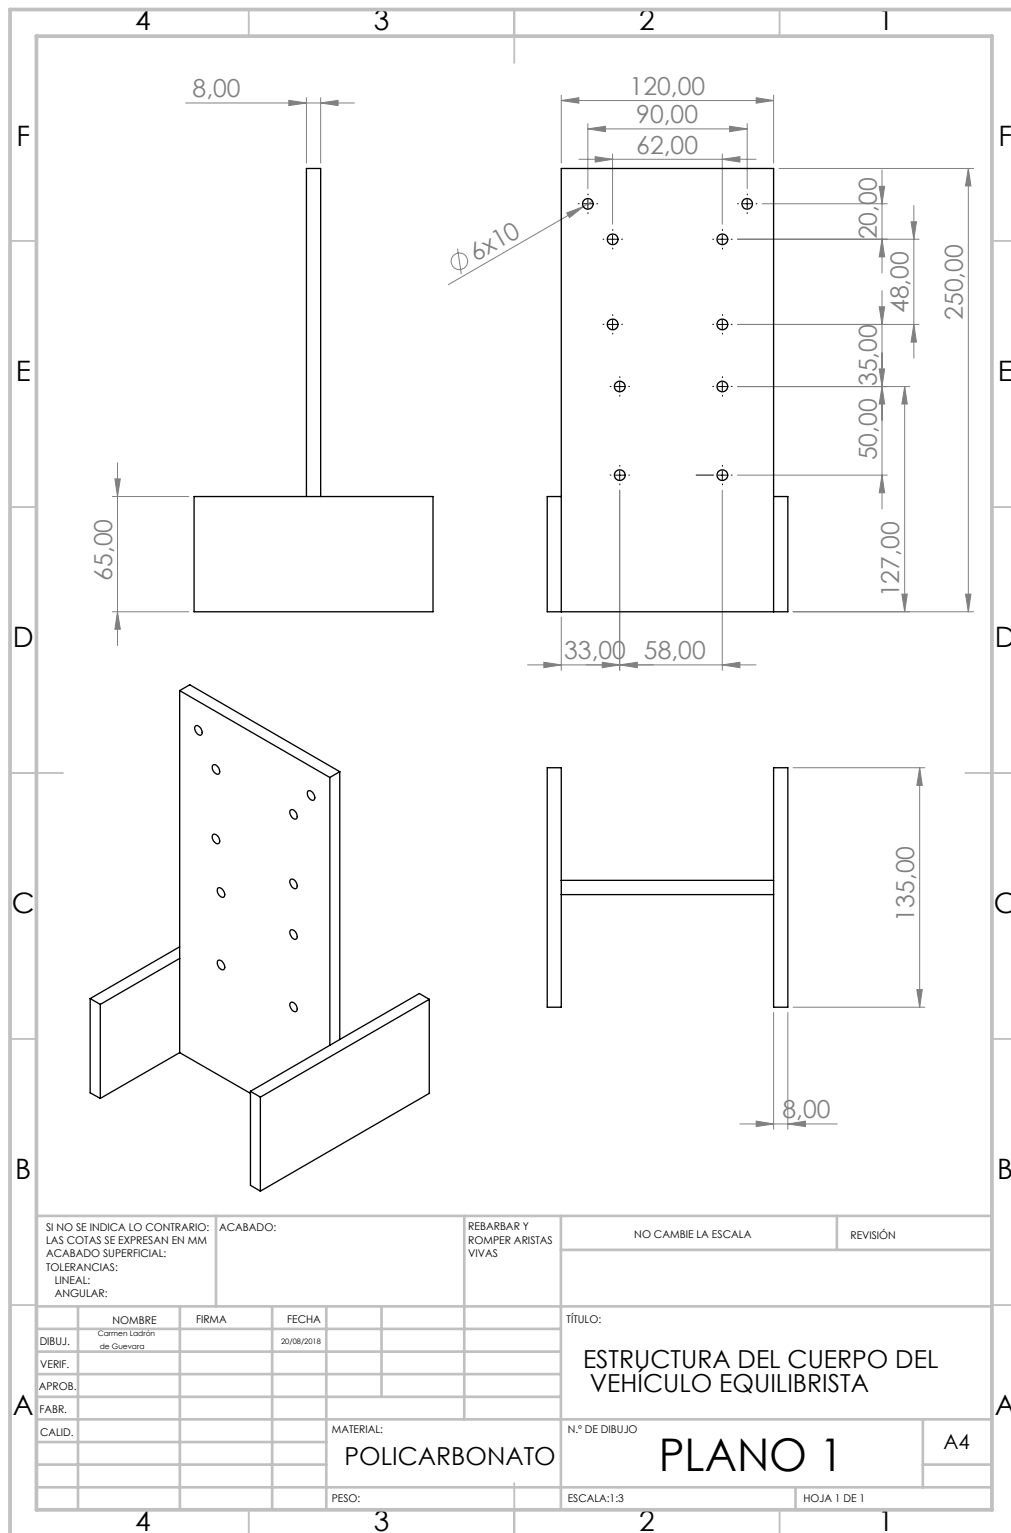 4 3 2 1
F F
E E
D D
C C
B B
A A
8,00
120,00
90,00
62,00
Ø 6x10
20,00
48,00
250,00
35,00
50,00
127,00
65,00
33,00 58,00
135,00
8,00
SI NO SE INDICA LO CONTRARIO:
LAS COTAS SE EXPRESAN EN MM
ACABADO SUPERFICIAL:
TOLERANCIAS:
LINEAL:
ANGULAR:
ACABADO:
REBARBAR Y
ROMPER ARISTAS
VIVAS
NO CAMBIE LA ESCALA
REVISIÓN
NOMBRE FIRMA FECHA
DIBUJ. Carmen Ladrón
de Guevara
20/08/2018
VERIF.
APROB.
FABR.
CALID.
TÍTULO:
ESTRUCTURA DEL CUERPO DEL
VEHÍCULO EQUILIBRISTA
MATERIAL:
POLICARBONATO
N.º DE DIBUJO
PLANO 1
A4
PESO:
ESCALA:1:3
HOJA 1 DE 1
4 3 2 1